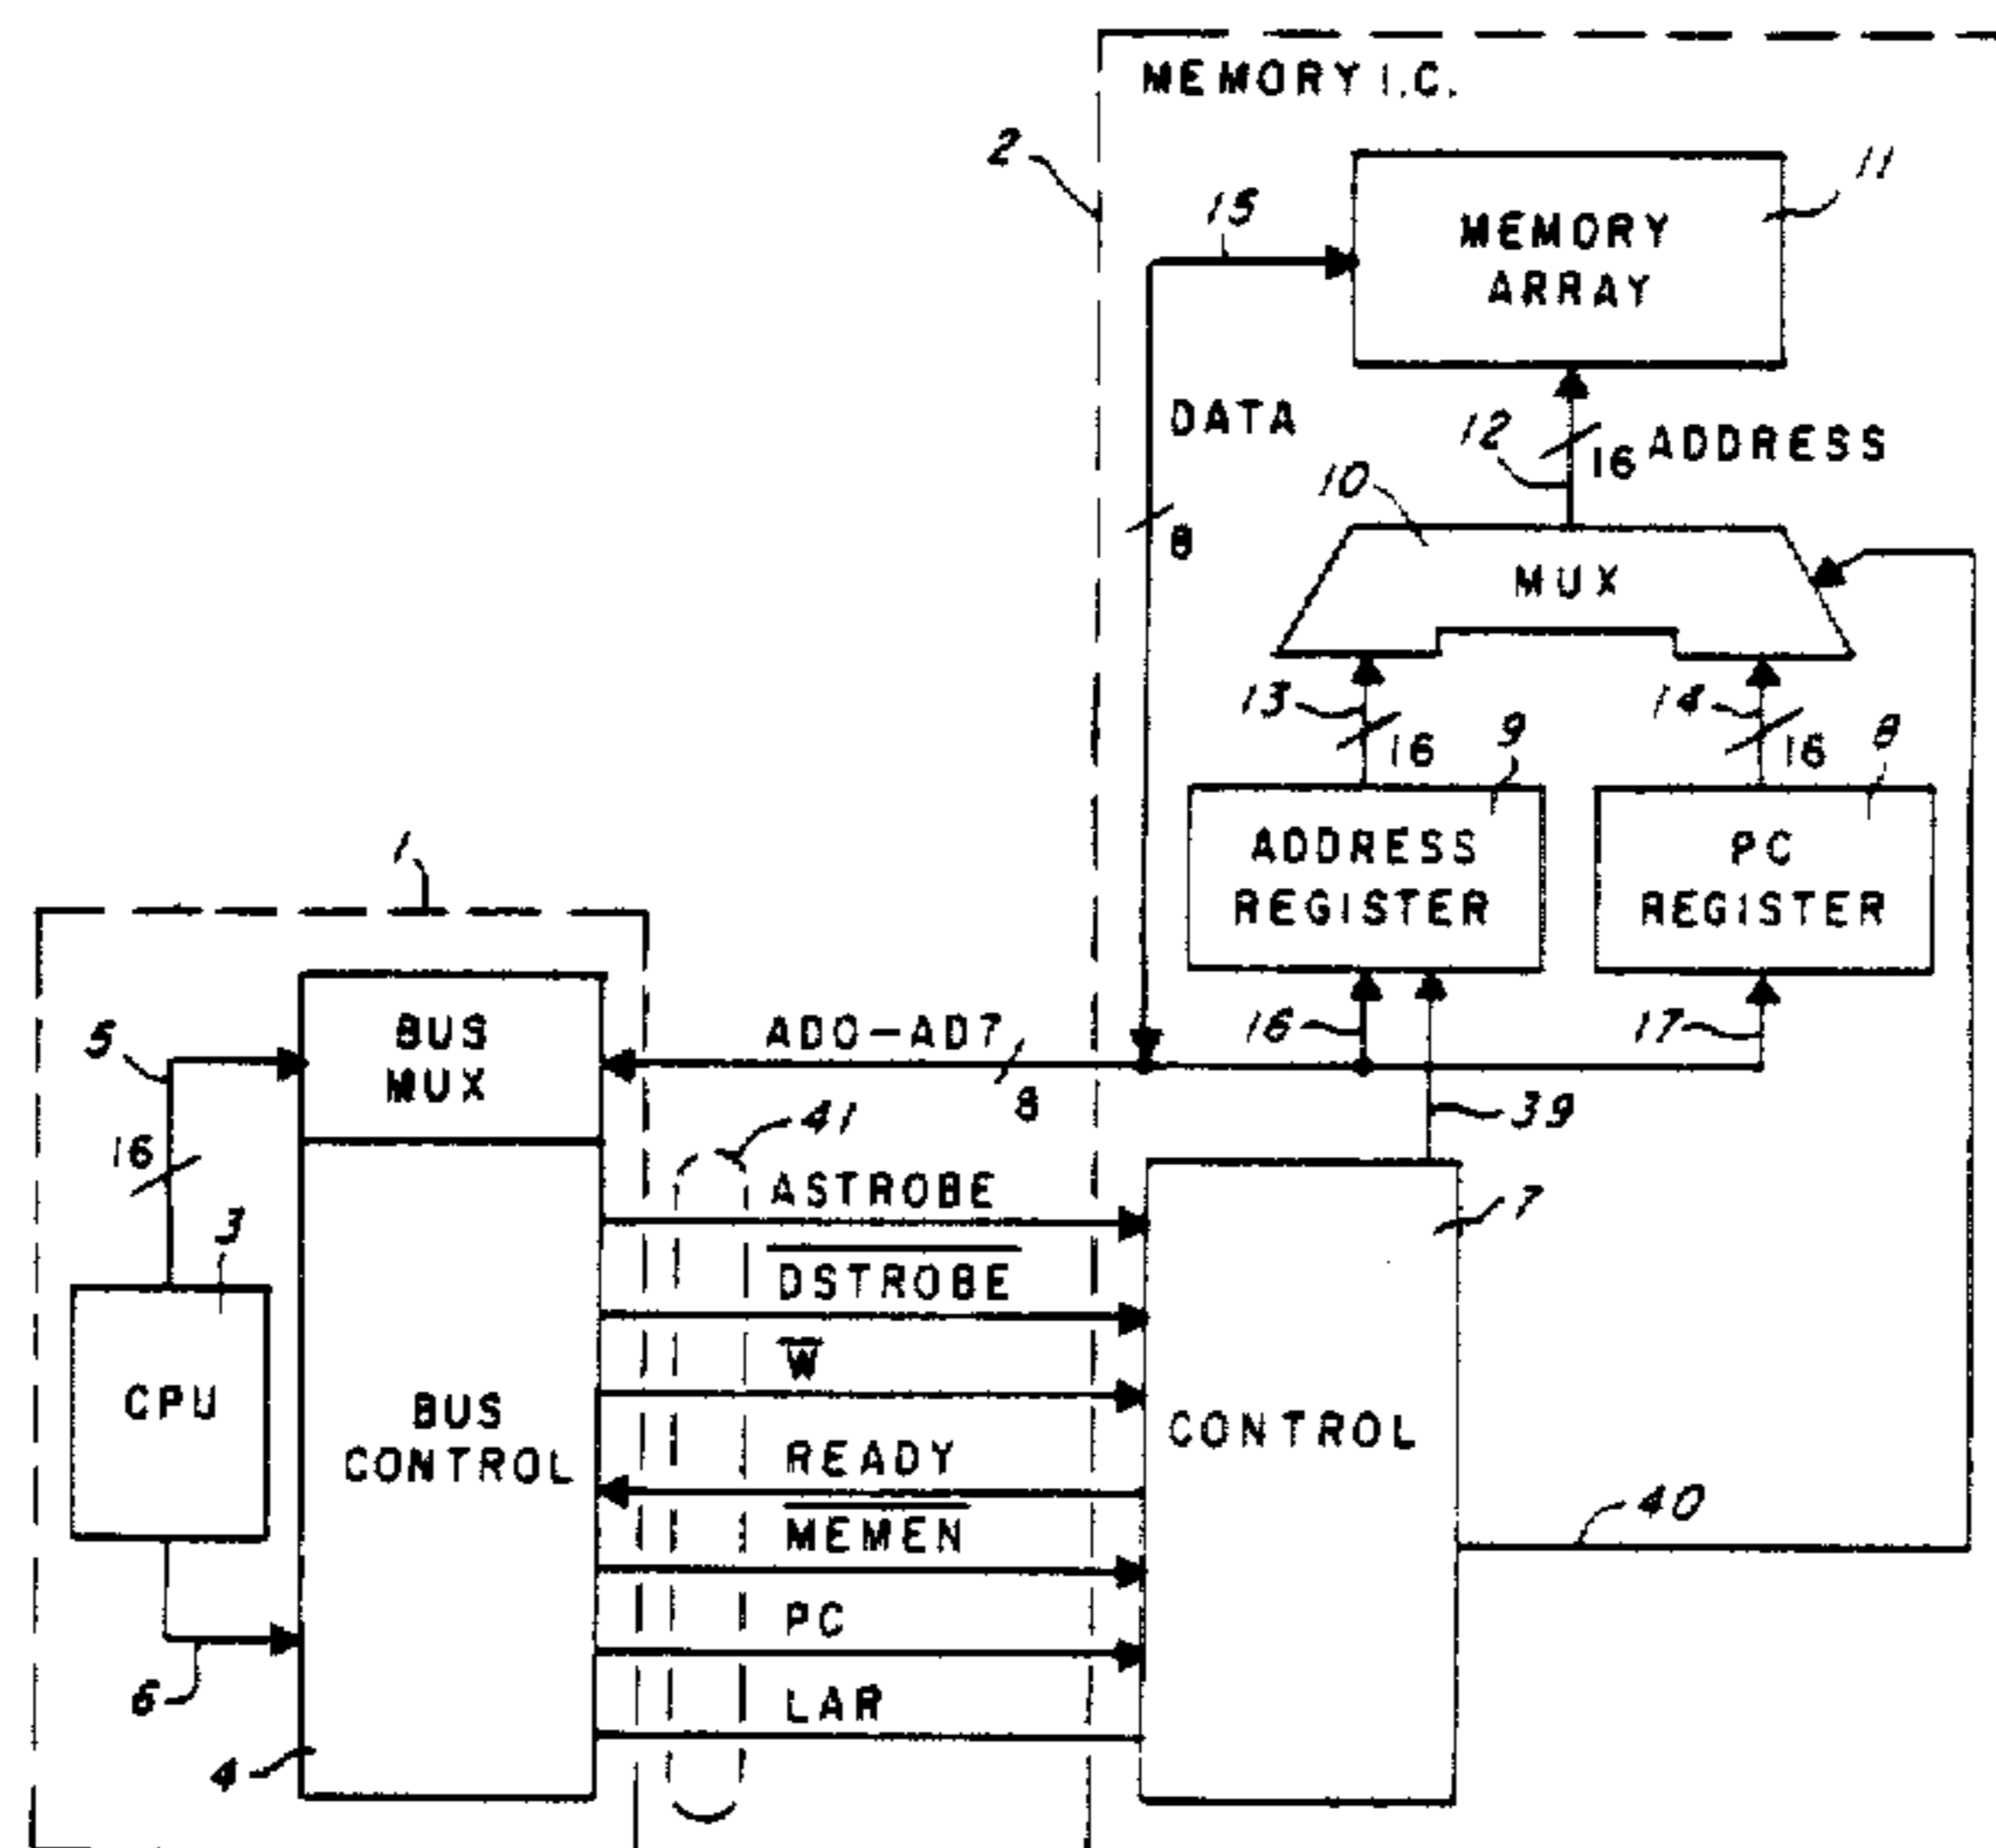 MEMORY I.C.
2
11
15
MEMORY
ARRAY
DATA
12
16 ADDRESS
10
8
MUX
13
14
16
16
9
8
ADDRESS
REGISTER
PC
REGISTER
1
5
BUS
MUX
AD0-AD7
8
16
17
39
41
16
3
ASTROBE
7
DSTROBE
W
CPU
BUS
CONTROL
CONTROL
READY
40
MEMEN
PC
6
LAR
4